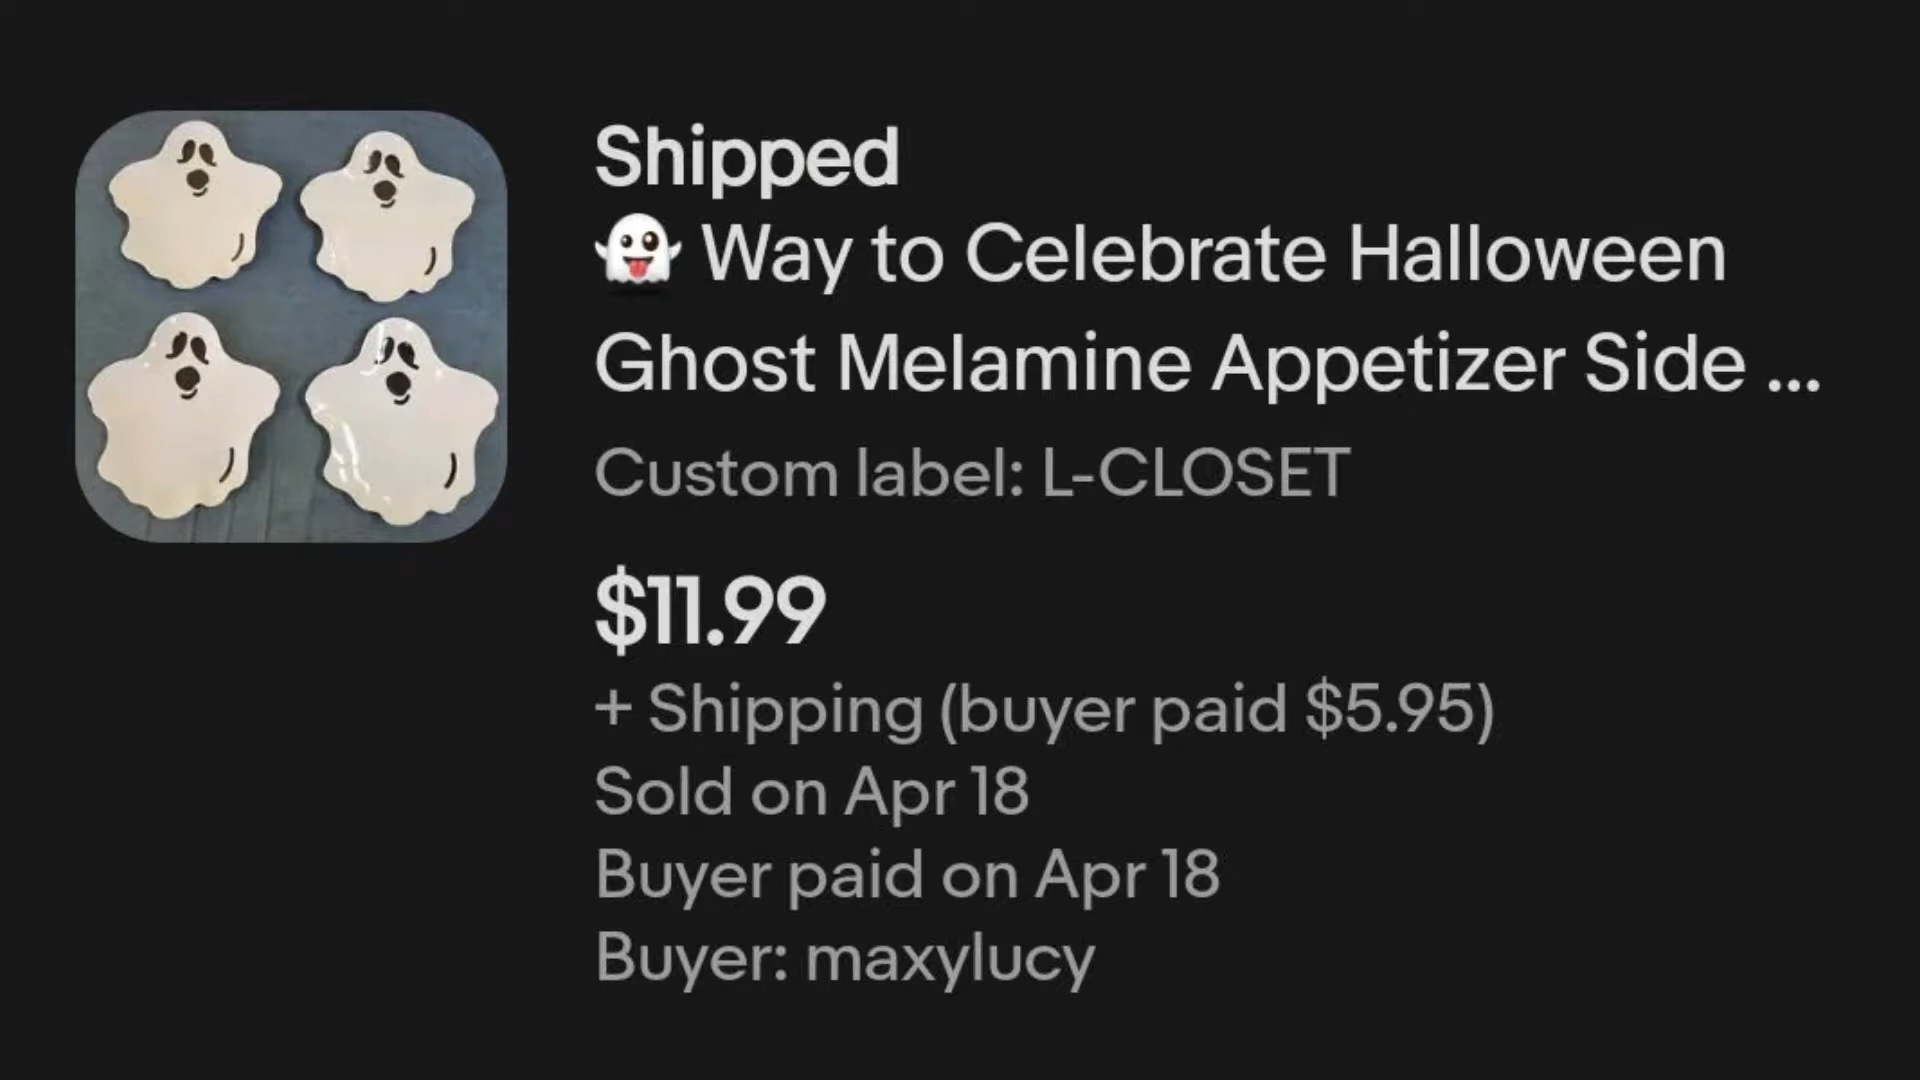 Shipped
👻 Way to Celebrate Halloween
Ghost Melamine Appetizer Side ...
Custom label: L-CLOSET
$11.99
+ Shipping (buyer paid $5.95)
Sold on Apr 18
Buyer paid on Apr 18
Buyer: maxylucy